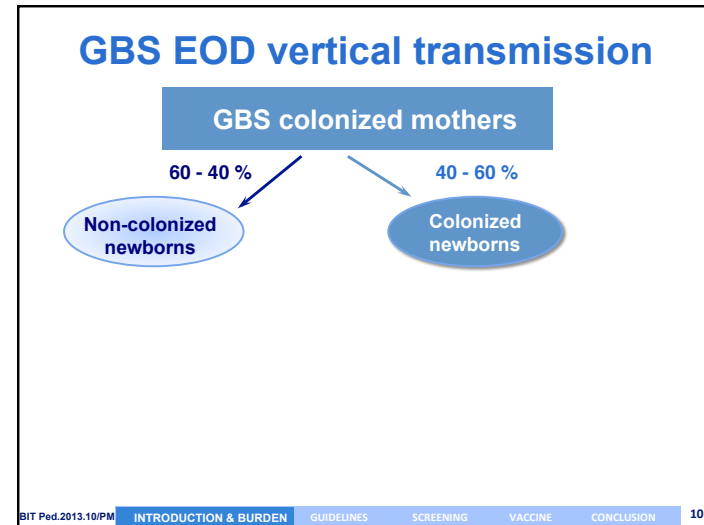 GBS EOD vertical transmission
GBS colonized mothers
60 - 40 %
40 - 60 %
Non-colonized
newborns
Colonized
newborns
BIT Ped.2013.10/PM INTRODUCTION & BURDEN GUIDELINES SCREENING VACCINE CONCLUSION 10